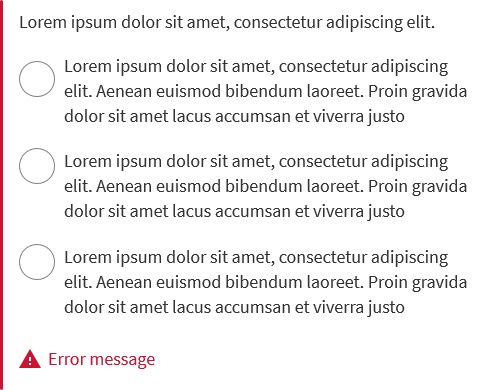 Lorem ipsum dolor sit amet, consectetur adipiscing elit.
Lorem ipsum dolor sit amet, consectetur adipiscing
elit. Aenean euismod bibendum laoreet. Proin gravida
dolor sit amet lacus accumsan et viverra justo
Lorem ipsum dolor sit amet, consectetur adipiscing
elit. Aenean euismod bibendum laoreet. Proin gravida
dolor sit amet lacus accumsan et viverra justo
Lorem ipsum dolor sit amet, consectetur adipiscing
elit. Aenean euismod bibendum laoreet. Proin gravida
dolor sit amet lacus accumsan et viverra justo
Error message